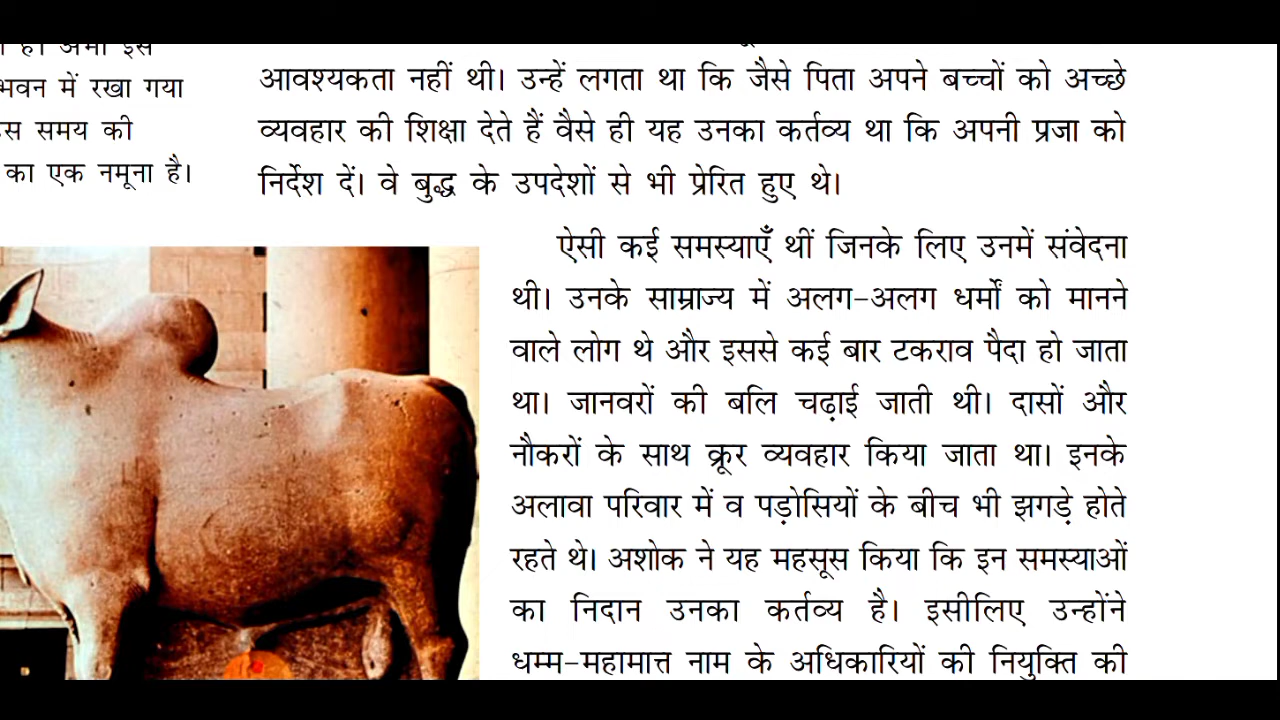 है। अभी इसे
भवन में रखा गया
समय की
का एक नमूना है।
आवश्यकता नहीं थी। उन्हें लगता था कि जैसे पिता अपने बच्चों को अच्छे
व्यवहार की शिक्षा देते हैं वैसे ही यह उनका कर्तव्य था कि अपनी प्रजा को
निर्देश दें। वे बुद्ध के उपदेशों से भी प्रेरित हुए थे।
ऐसी कई समस्याएँ थीं जिनके लिए उनमें संवेदना
थी। उनके साम्राज्य में अलग-अलग धर्मों को मानने
वाले लोग थे और इससे कई बार टकराव पैदा हो जाता
था। जानवरों की बलि चढ़ाई जाती थी। दासों और
नौकरों के साथ क्रूर व्यवहार किया जाता था। इनके
अलावा परिवार में व पड़ोसियों के बीच भी झगड़े होते
रहते थे। अशोक ने यह महसूस किया कि इन समस्याओं
का निदान उनका कर्तव्य है। इसीलिए उन्होंने
धम्म-महामात्त नाम के अधिकारियों की नियुक्ति की